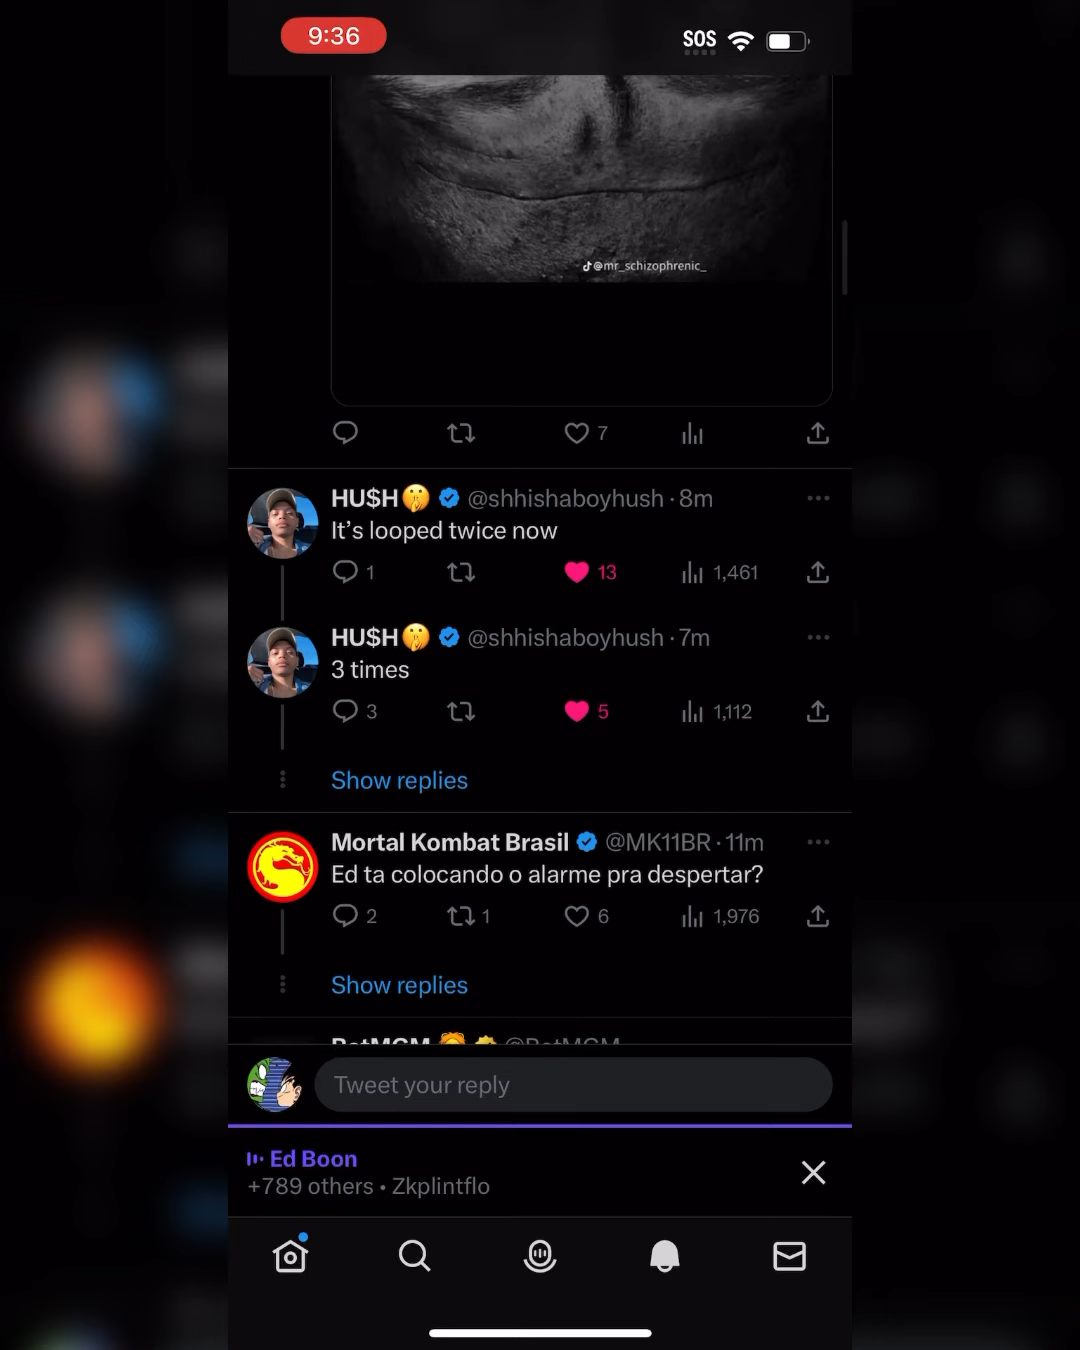 9:36
SOS
@mr_schizophrenic_
7
HU$H🤫 @shhishaboyhush · 8m
It’s looped twice now
1 13 1,461
HU$H🤫 @shhishaboyhush · 7m
3 times
3 5 1,112
Show replies
Mortal Kombat Brasil @MK11BR · 11m
Ed ta colocando o alarme pra despertar?
2 1 6 1,976
Show replies
BetMGM 🦁 @BetMGM
Tweet your reply
Ed Boon
+789 others • Zkplintflo